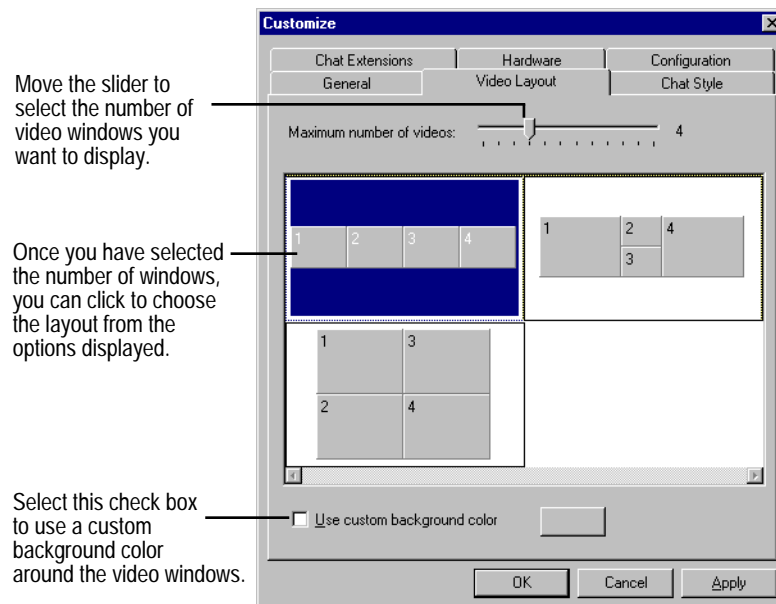 Customize
Chat Extensions Hardware Configuration
General Video Layout Chat Style
Move the slider to
select the number of
video windows you
want to display.
Maximum number of videos: 4
1 2 3 4
1 2 4
3
Once you have selected
the number of windows,
you can click to choose
the layout from the
options displayed.
1 3
2 4
Select this check box
to use a custom
background color
around the video windows.
Use custom background color
OK Cancel Apply